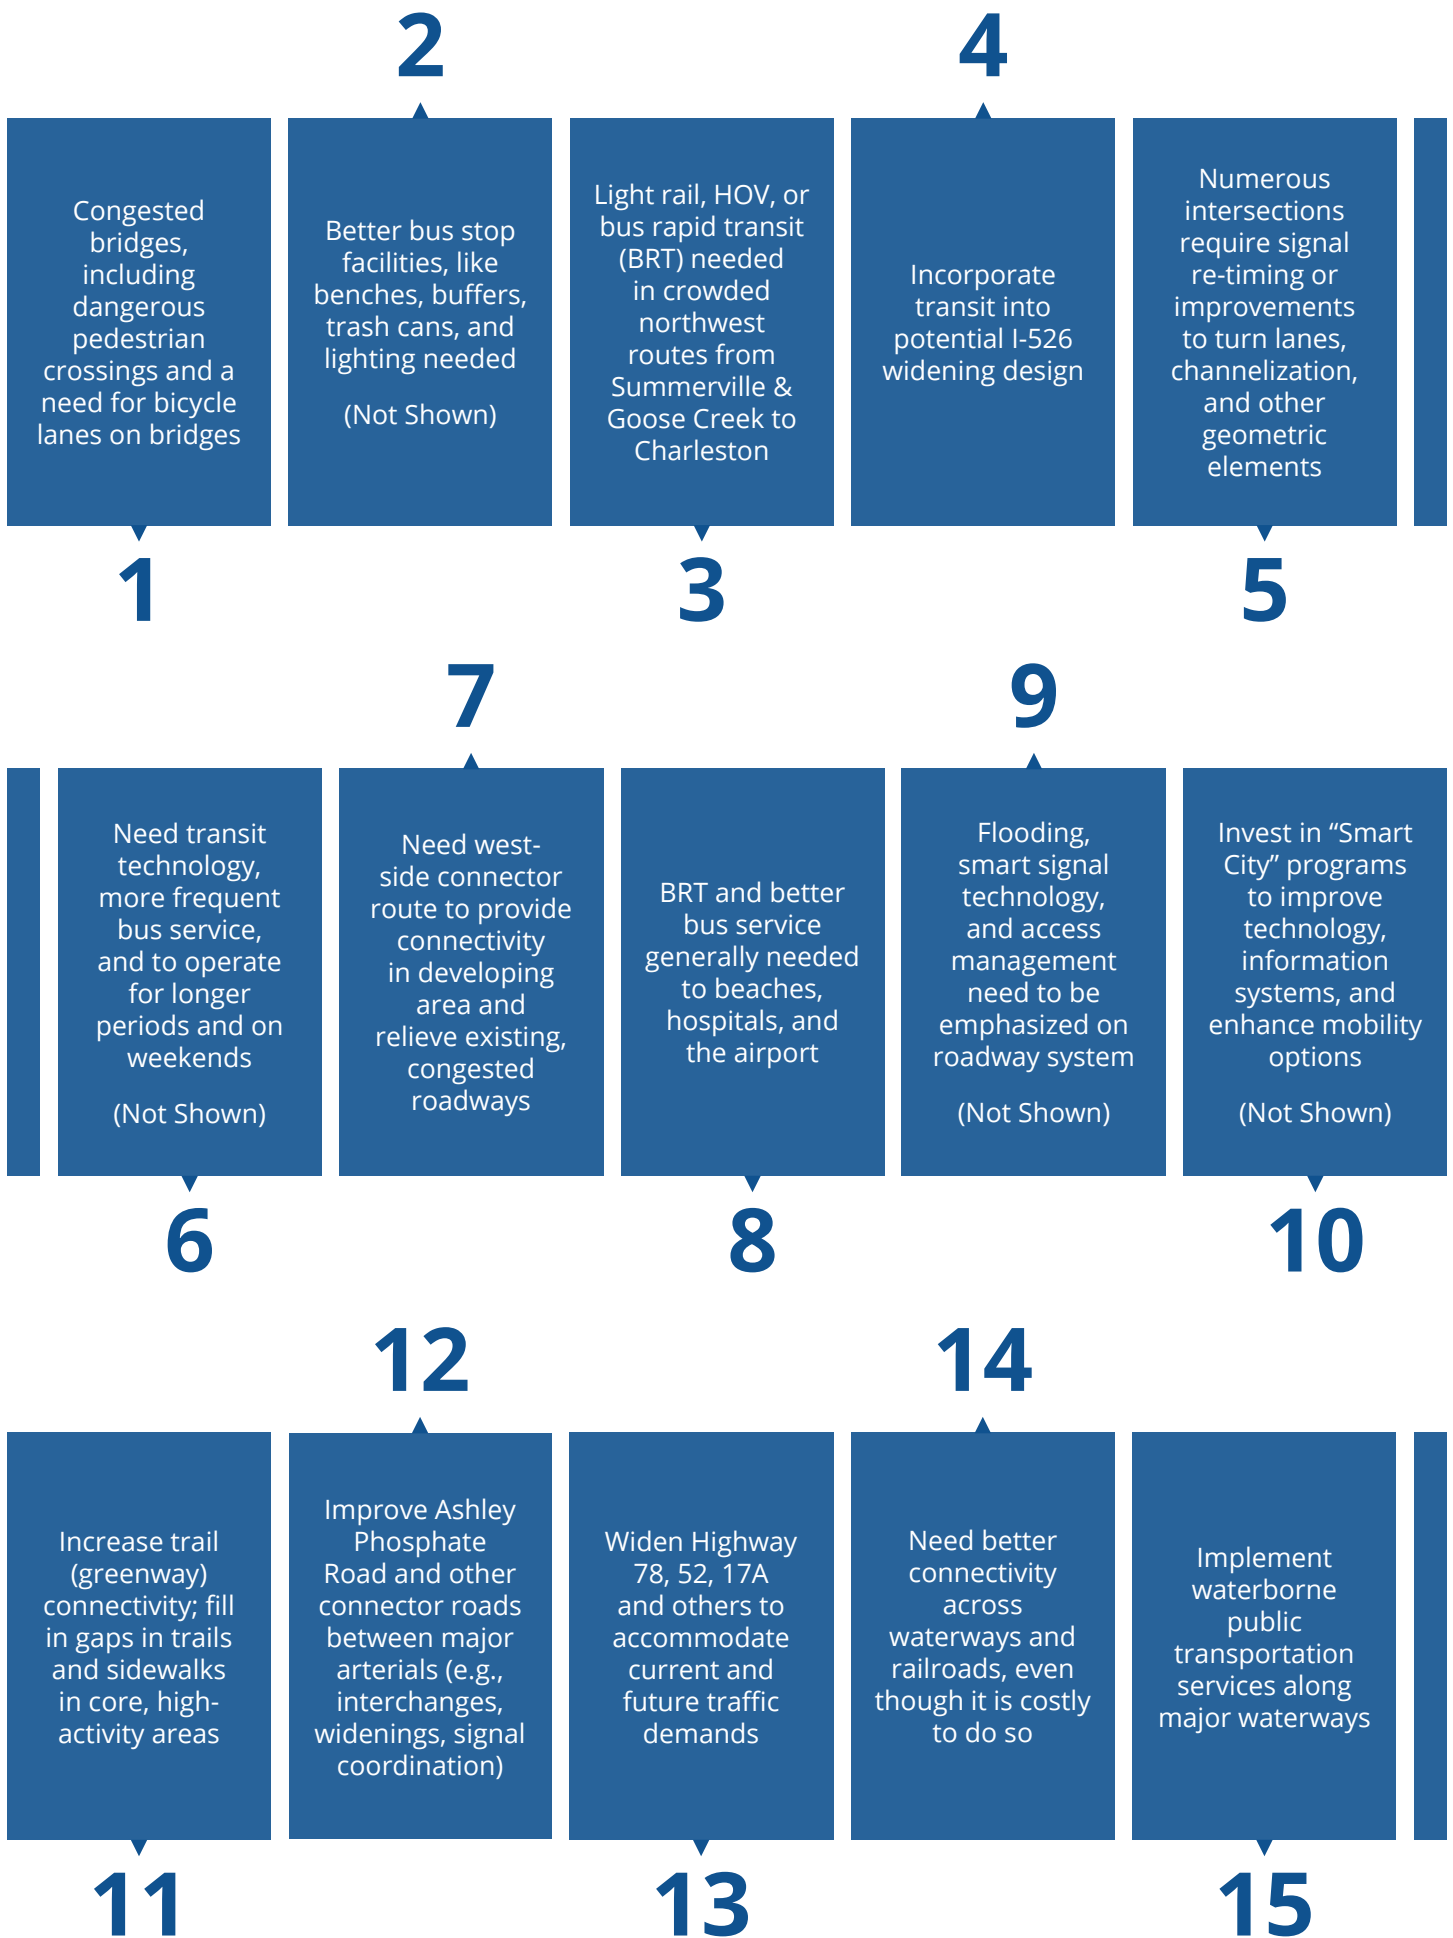 2
4
Congested
bridges,
including
dangerous
pedestrian
crossings and a
need for bicycle
lanes on bridges
1
Better bus stop
facilities, like
benches, buffers,
trash cans, and
lighting needed
(Not Shown)
Light rail, HOV, or
bus rapid transit
(BRT) needed
in crowded
northwest
routes from
Summerville &
Goose Creek to
Charleston
3
Incorporate
transit into
potential I-526
widening design
Numerous
intersections
require signal
re-timing or
improvements
to turn lanes,
channelization,
and other
geometric
elements
5
7
9
Need transit
technology,
more frequent
bus service,
and to operate
for longer
periods and on
weekends
(Not Shown)
6
Need west-
side connector
route to provide
connectivity
in developing
area and
relieve existing,
congested
roadways
BRT and better
bus service
generally needed
to beaches,
hospitals, and
the airport
8
Flooding,
smart signal
technology,
and access
management
need to be
emphasized on
roadway system
(Not Shown)
Invest in “Smart
City” programs
to improve
technology,
information
systems, and
enhance mobility
options
(Not Shown)
10
12
14
Increase trail
(greenway)
connectivity; fill
in gaps in trails
and sidewalks
in core, high-
activity areas
11
Improve Ashley
Phosphate
Road and other
connector roads
between major
arterials (e.g.,
interchanges,
widenings, signal
coordination)
Widen Highway
78, 52, 17A
and others to
accommodate
current and
future traffic
demands
13
Need better
connectivity
across
waterways and
railroads, even
though it is costly
to do so
Implement
waterborne
public
transportation
services along
major waterways
15